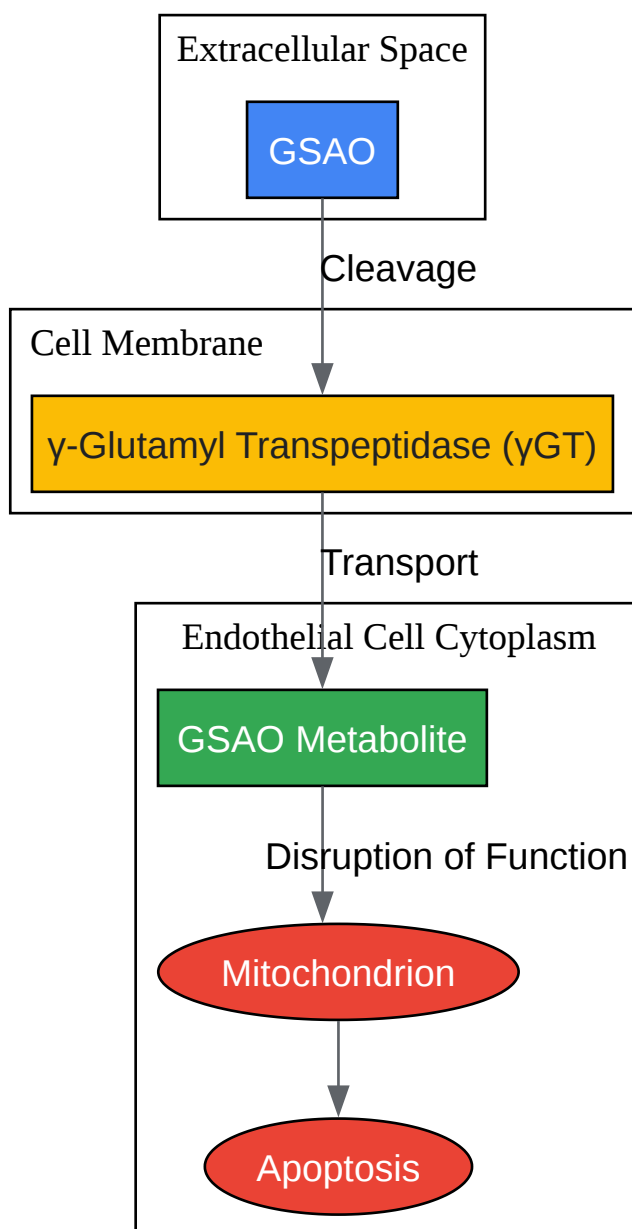 Extracellular Space
GSAO
Cleavage
Cell Membrane
γ-Glutamyl Transpeptidase (γGT)
Transport
Endothelial Cell Cytoplasm
GSAO Metabolite
Disruption of Function
Mitochondrion
Apoptosis